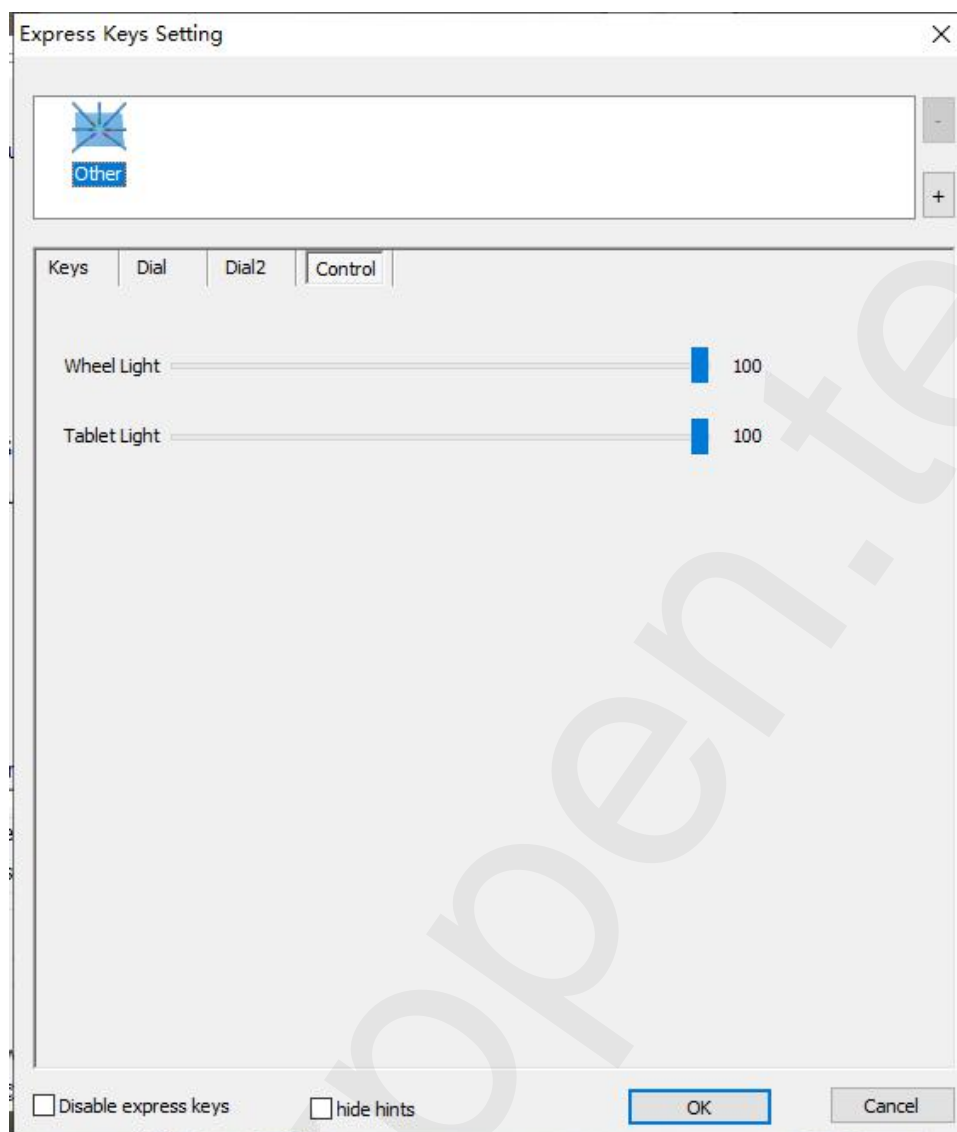 Express Keys Setting
Other
-
+
Keys Dial Dial2 Control
Wheel Light 100
Tablet Light 100
Disable express keys hide hints OK Cancel